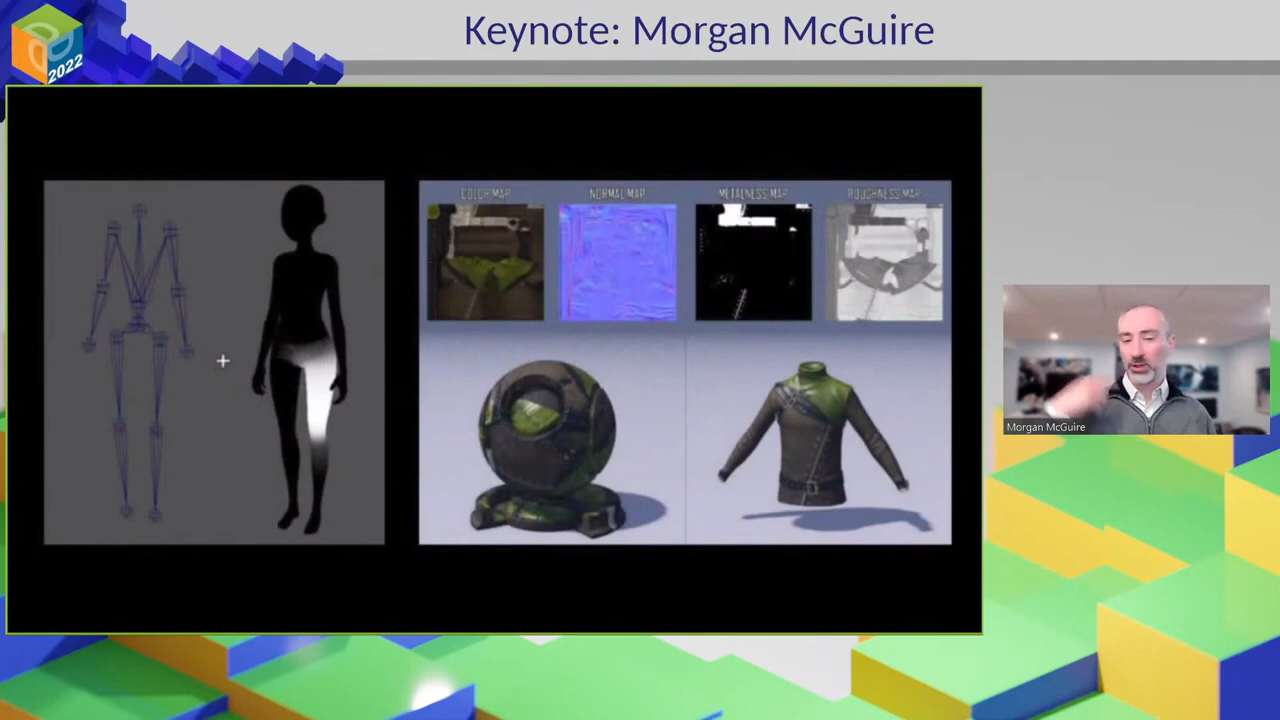 Keynote: Morgan McGuire
2022
COLOR MAP
NORMAL MAP
METALNESS MAP
ROUGHNESS MAP
Morgan McGuire